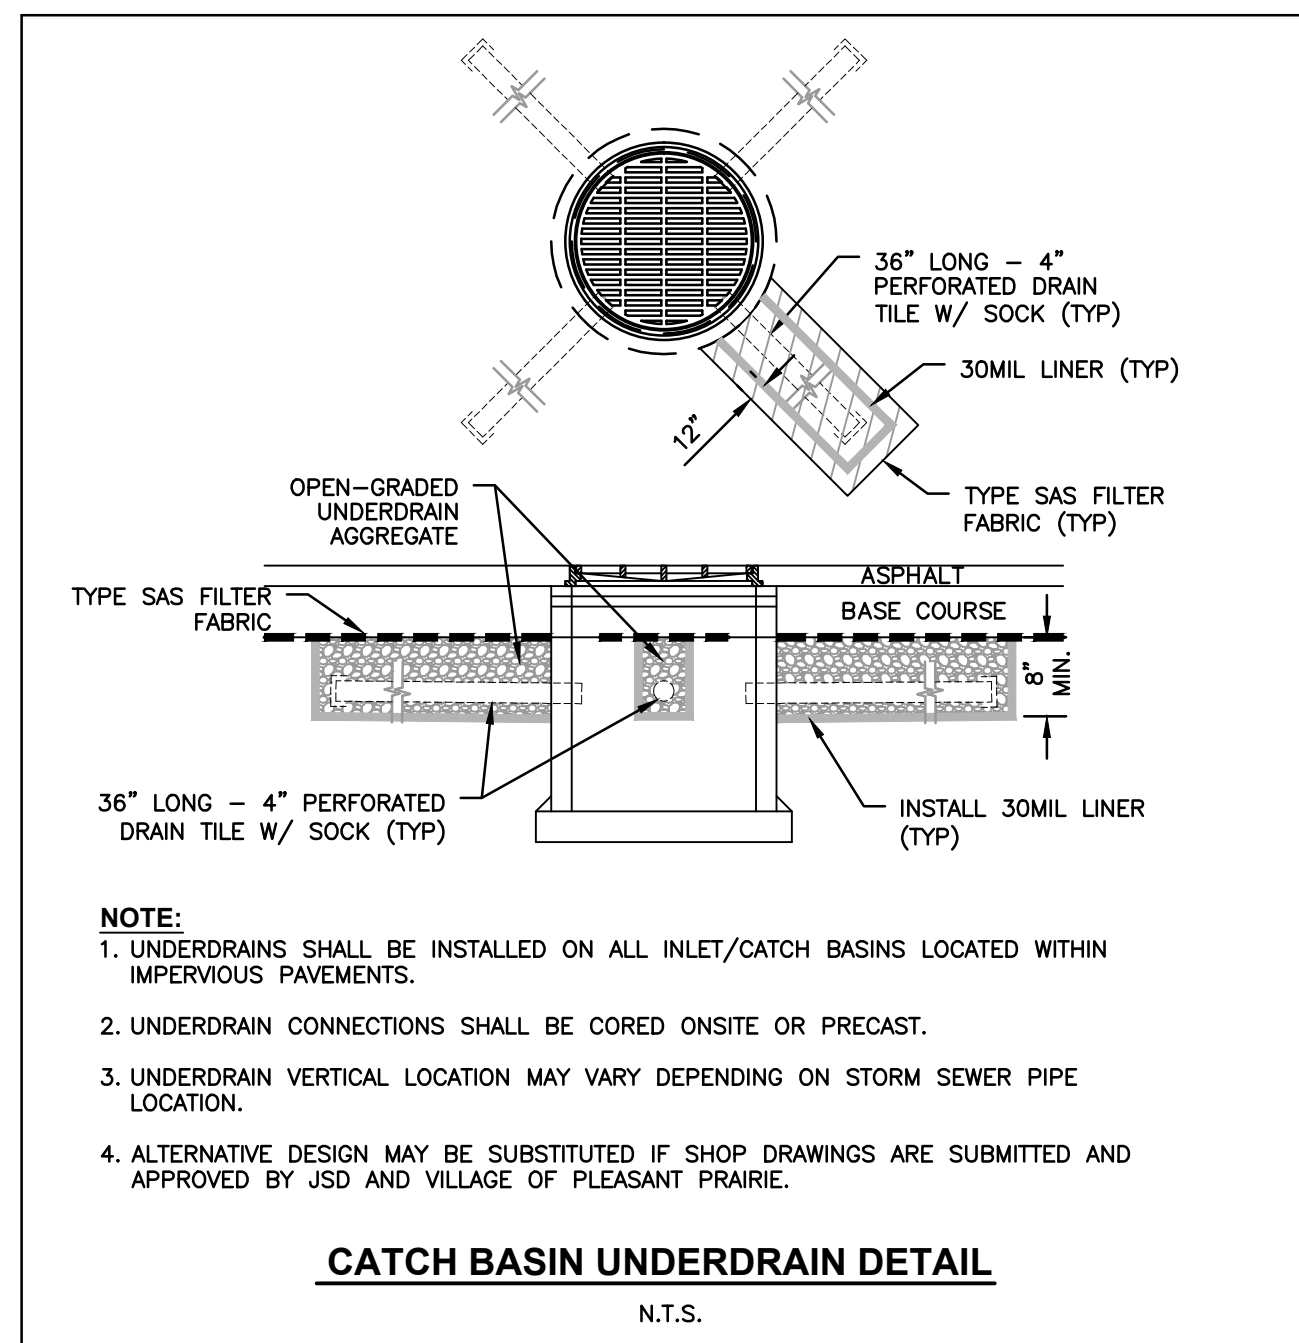 36" LONG – 4"
PERFORATED DRAIN
TILE W/ SOCK (TYP)
30MIL LINER (TYP)
12"
TYPE SAS FILTER
FABRIC (TYP)
OPEN–GRADED
UNDERDRAIN
AGGREGATE
ASPHALT
TYPE SAS FILTER
FABRIC
BASE COURSE
8"
MIN.
36" LONG – 4" PERFORATED
DRAIN TILE W/ SOCK (TYP)
INSTALL 30MIL LINER
(TYP)
NOTE:
1. UNDERDRAINS SHALL BE INSTALLED ON ALL INLET/CATCH BASINS LOCATED WITHIN
IMPERVIOUS PAVEMENTS.
2. UNDERDRAIN CONNECTIONS SHALL BE CORED ONSITE OR PRECAST.
3. UNDERDRAIN VERTICAL LOCATION MAY VARY DEPENDING ON STORM SEWER PIPE
LOCATION.
4. ALTERNATIVE DESIGN MAY BE SUBSTITUTED IF SHOP DRAWINGS ARE SUBMITTED AND
APPROVED BY JSD AND VILLAGE OF PLEASANT PRAIRIE.
CATCH BASIN UNDERDRAIN DETAIL
N.T.S.